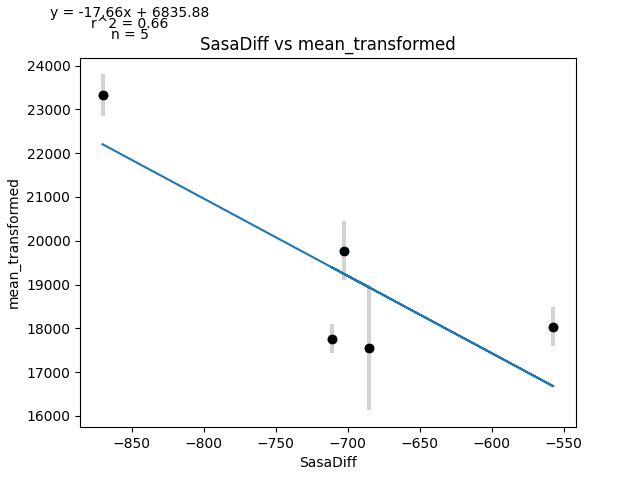 y = -17.66x + 6835.88
r^2 = 0.66
n = 5
SasaDiff vs mean_transformed
24000
23000
22000
21000
20000
19000
18000
17000
16000
mean_transformed
−850
−800
−750
−700
−650
−600
−550
SasaDiff